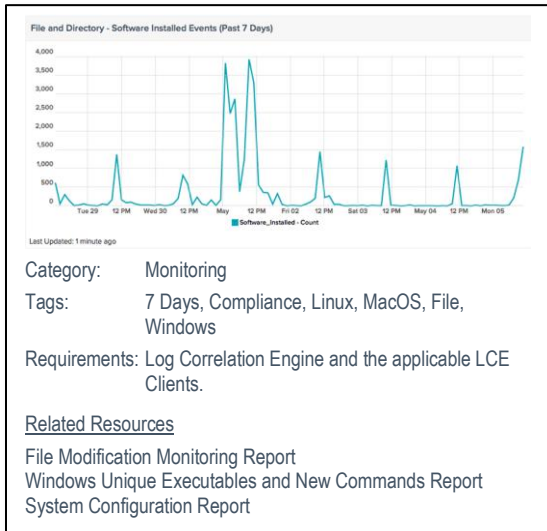 File and Directory - Software Installed Events (Past 7 Days)
4,000
3,500
3,000
2,500
2,000
1,500
1,000
500
0
Tue 29 12 PM Wed 30 12 PM May 12 PM Fri 02 12 PM Sat 03 12 PM May 04 12 PM Mon 05
Software_Installed - Count
Last Updated: 1 minute ago
Category: Monitoring
Tags: 7 Days, Compliance, Linux, MacOS, File,
Windows
Requirements: Log Correlation Engine and the applicable LCE
Clients.
Related Resources
File Modification Monitoring Report
Windows Unique Executables and New Commands Report
System Configuration Report